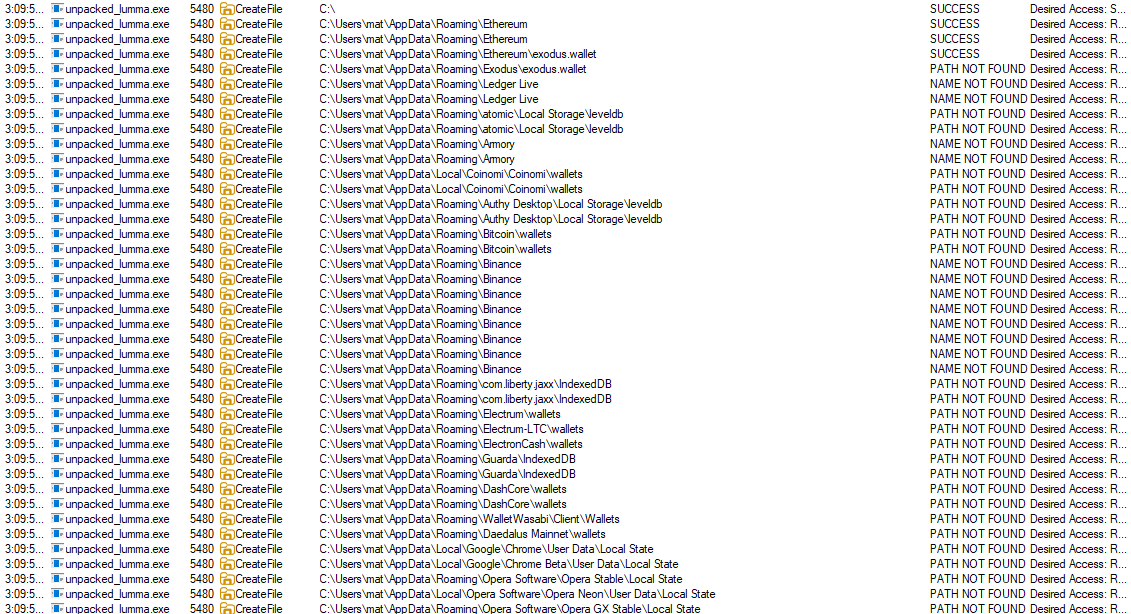 3:09:5... unpacked_lumma.exe 5480 CreateFile C:\ SUCCESS Desired Access: S...
3:09:5... unpacked_lumma.exe 5480 CreateFile C:\Users\mat\AppData\Roaming\Ethereum SUCCESS Desired Access: R...
3:09:5... unpacked_lumma.exe 5480 CreateFile C:\Users\mat\AppData\Roaming\Ethereum SUCCESS Desired Access: R...
3:09:5... unpacked_lumma.exe 5480 CreateFile C:\Users\mat\AppData\Roaming\Ethereum\exodus.wallet SUCCESS Desired Access: R...
3:09:5... unpacked_lumma.exe 5480 CreateFile C:\Users\mat\AppData\Roaming\Exodus\exodus.wallet PATH NOT FOUND Desired Access: R...
3:09:5... unpacked_lumma.exe 5480 CreateFile C:\Users\mat\AppData\Roaming\Ledger Live NAME NOT FOUND Desired Access: R...
3:09:5... unpacked_lumma.exe 5480 CreateFile C:\Users\mat\AppData\Roaming\Ledger Live NAME NOT FOUND Desired Access: R...
3:09:5... unpacked_lumma.exe 5480 CreateFile C:\Users\mat\AppData\Roaming\atomic\Local Storage\leveldb PATH NOT FOUND Desired Access: R...
3:09:5... unpacked_lumma.exe 5480 CreateFile C:\Users\mat\AppData\Roaming\atomic\Local Storage\leveldb PATH NOT FOUND Desired Access: R...
3:09:5... unpacked_lumma.exe 5480 CreateFile C:\Users\mat\AppData\Roaming\Armory NAME NOT FOUND Desired Access: R...
3:09:5... unpacked_lumma.exe 5480 CreateFile C:\Users\mat\AppData\Roaming\Armory NAME NOT FOUND Desired Access: R...
3:09:5... unpacked_lumma.exe 5480 CreateFile C:\Users\mat\AppData\Local\Coinomi\Coinomi\wallets PATH NOT FOUND Desired Access: R...
3:09:5... unpacked_lumma.exe 5480 CreateFile C:\Users\mat\AppData\Local\Coinomi\Coinomi\wallets PATH NOT FOUND Desired Access: R...
3:09:5... unpacked_lumma.exe 5480 CreateFile C:\Users\mat\AppData\Roaming\Authy Desktop\Local Storage\leveldb PATH NOT FOUND Desired Access: R...
3:09:5... unpacked_lumma.exe 5480 CreateFile C:\Users\mat\AppData\Roaming\Authy Desktop\Local Storage\leveldb PATH NOT FOUND Desired Access: R...
3:09:5... unpacked_lumma.exe 5480 CreateFile C:\Users\mat\AppData\Roaming\Bitcoin\wallets PATH NOT FOUND Desired Access: R...
3:09:5... unpacked_lumma.exe 5480 CreateFile C:\Users\mat\AppData\Roaming\Bitcoin\wallets PATH NOT FOUND Desired Access: R...
3:09:5... unpacked_lumma.exe 5480 CreateFile C:\Users\mat\AppData\Roaming\Binance NAME NOT FOUND Desired Access: R...
3:09:5... unpacked_lumma.exe 5480 CreateFile C:\Users\mat\AppData\Roaming\Binance NAME NOT FOUND Desired Access: R...
3:09:5... unpacked_lumma.exe 5480 CreateFile C:\Users\mat\AppData\Roaming\Binance NAME NOT FOUND Desired Access: R...
3:09:5... unpacked_lumma.exe 5480 CreateFile C:\Users\mat\AppData\Roaming\Binance NAME NOT FOUND Desired Access: R...
3:09:5... unpacked_lumma.exe 5480 CreateFile C:\Users\mat\AppData\Roaming\Binance NAME NOT FOUND Desired Access: R...
3:09:5... unpacked_lumma.exe 5480 CreateFile C:\Users\mat\AppData\Roaming\Binance NAME NOT FOUND Desired Access: R...
3:09:5... unpacked_lumma.exe 5480 CreateFile C:\Users\mat\AppData\Roaming\Binance NAME NOT FOUND Desired Access: R...
3:09:5... unpacked_lumma.exe 5480 CreateFile C:\Users\mat\AppData\Roaming\Binance NAME NOT FOUND Desired Access: R...
3:09:5... unpacked_lumma.exe 5480 CreateFile C:\Users\mat\AppData\Roaming\com.liberty.jaxx\IndexedDB PATH NOT FOUND Desired Access: R...
3:09:5... unpacked_lumma.exe 5480 CreateFile C:\Users\mat\AppData\Roaming\com.liberty.jaxx\IndexedDB PATH NOT FOUND Desired Access: R...
3:09:5... unpacked_lumma.exe 5480 CreateFile C:\Users\mat\AppData\Roaming\Electrum\wallets PATH NOT FOUND Desired Access: R...
3:09:5... unpacked_lumma.exe 5480 CreateFile C:\Users\mat\AppData\Roaming\Electrum-LTC\wallets PATH NOT FOUND Desired Access: R...
3:09:5... unpacked_lumma.exe 5480 CreateFile C:\Users\mat\AppData\Roaming\ElectronCash\wallets PATH NOT FOUND Desired Access: R...
3:09:5... unpacked_lumma.exe 5480 CreateFile C:\Users\mat\AppData\Roaming\Guarda\IndexedDB PATH NOT FOUND Desired Access: R...
3:09:5... unpacked_lumma.exe 5480 CreateFile C:\Users\mat\AppData\Roaming\Guarda\IndexedDB PATH NOT FOUND Desired Access: R...
3:09:5... unpacked_lumma.exe 5480 CreateFile C:\Users\mat\AppData\Roaming\DashCore\wallets PATH NOT FOUND Desired Access: R...
3:09:5... unpacked_lumma.exe 5480 CreateFile C:\Users\mat\AppData\Roaming\DashCore\wallets PATH NOT FOUND Desired Access: R...
3:09:5... unpacked_lumma.exe 5480 CreateFile C:\Users\mat\AppData\Roaming\WalletWasabi\Client\Wallets PATH NOT FOUND Desired Access: R...
3:09:5... unpacked_lumma.exe 5480 CreateFile C:\Users\mat\AppData\Roaming\Daedalus Mainnet\wallets PATH NOT FOUND Desired Access: R...
3:09:5... unpacked_lumma.exe 5480 CreateFile C:\Users\mat\AppData\Local\Google\Chrome\User Data\Local State PATH NOT FOUND Desired Access: R...
3:09:5... unpacked_lumma.exe 5480 CreateFile C:\Users\mat\AppData\Local\Google\Chrome Beta\User Data\Local State PATH NOT FOUND Desired Access: R...
3:09:5... unpacked_lumma.exe 5480 CreateFile C:\Users\mat\AppData\Roaming\Opera Software\Opera Stable\Local State PATH NOT FOUND Desired Access: R...
3:09:5... unpacked_lumma.exe 5480 CreateFile C:\Users\mat\AppData\Local\Opera Software\Opera Neon\User Data\Local State PATH NOT FOUND Desired Access: R...
3:09:5... unpacked_lumma.exe 5480 CreateFile C:\Users\mat\AppData\Roaming\Opera Software\Opera GX Stable\Local State PATH NOT FOUND Desired Access: R...